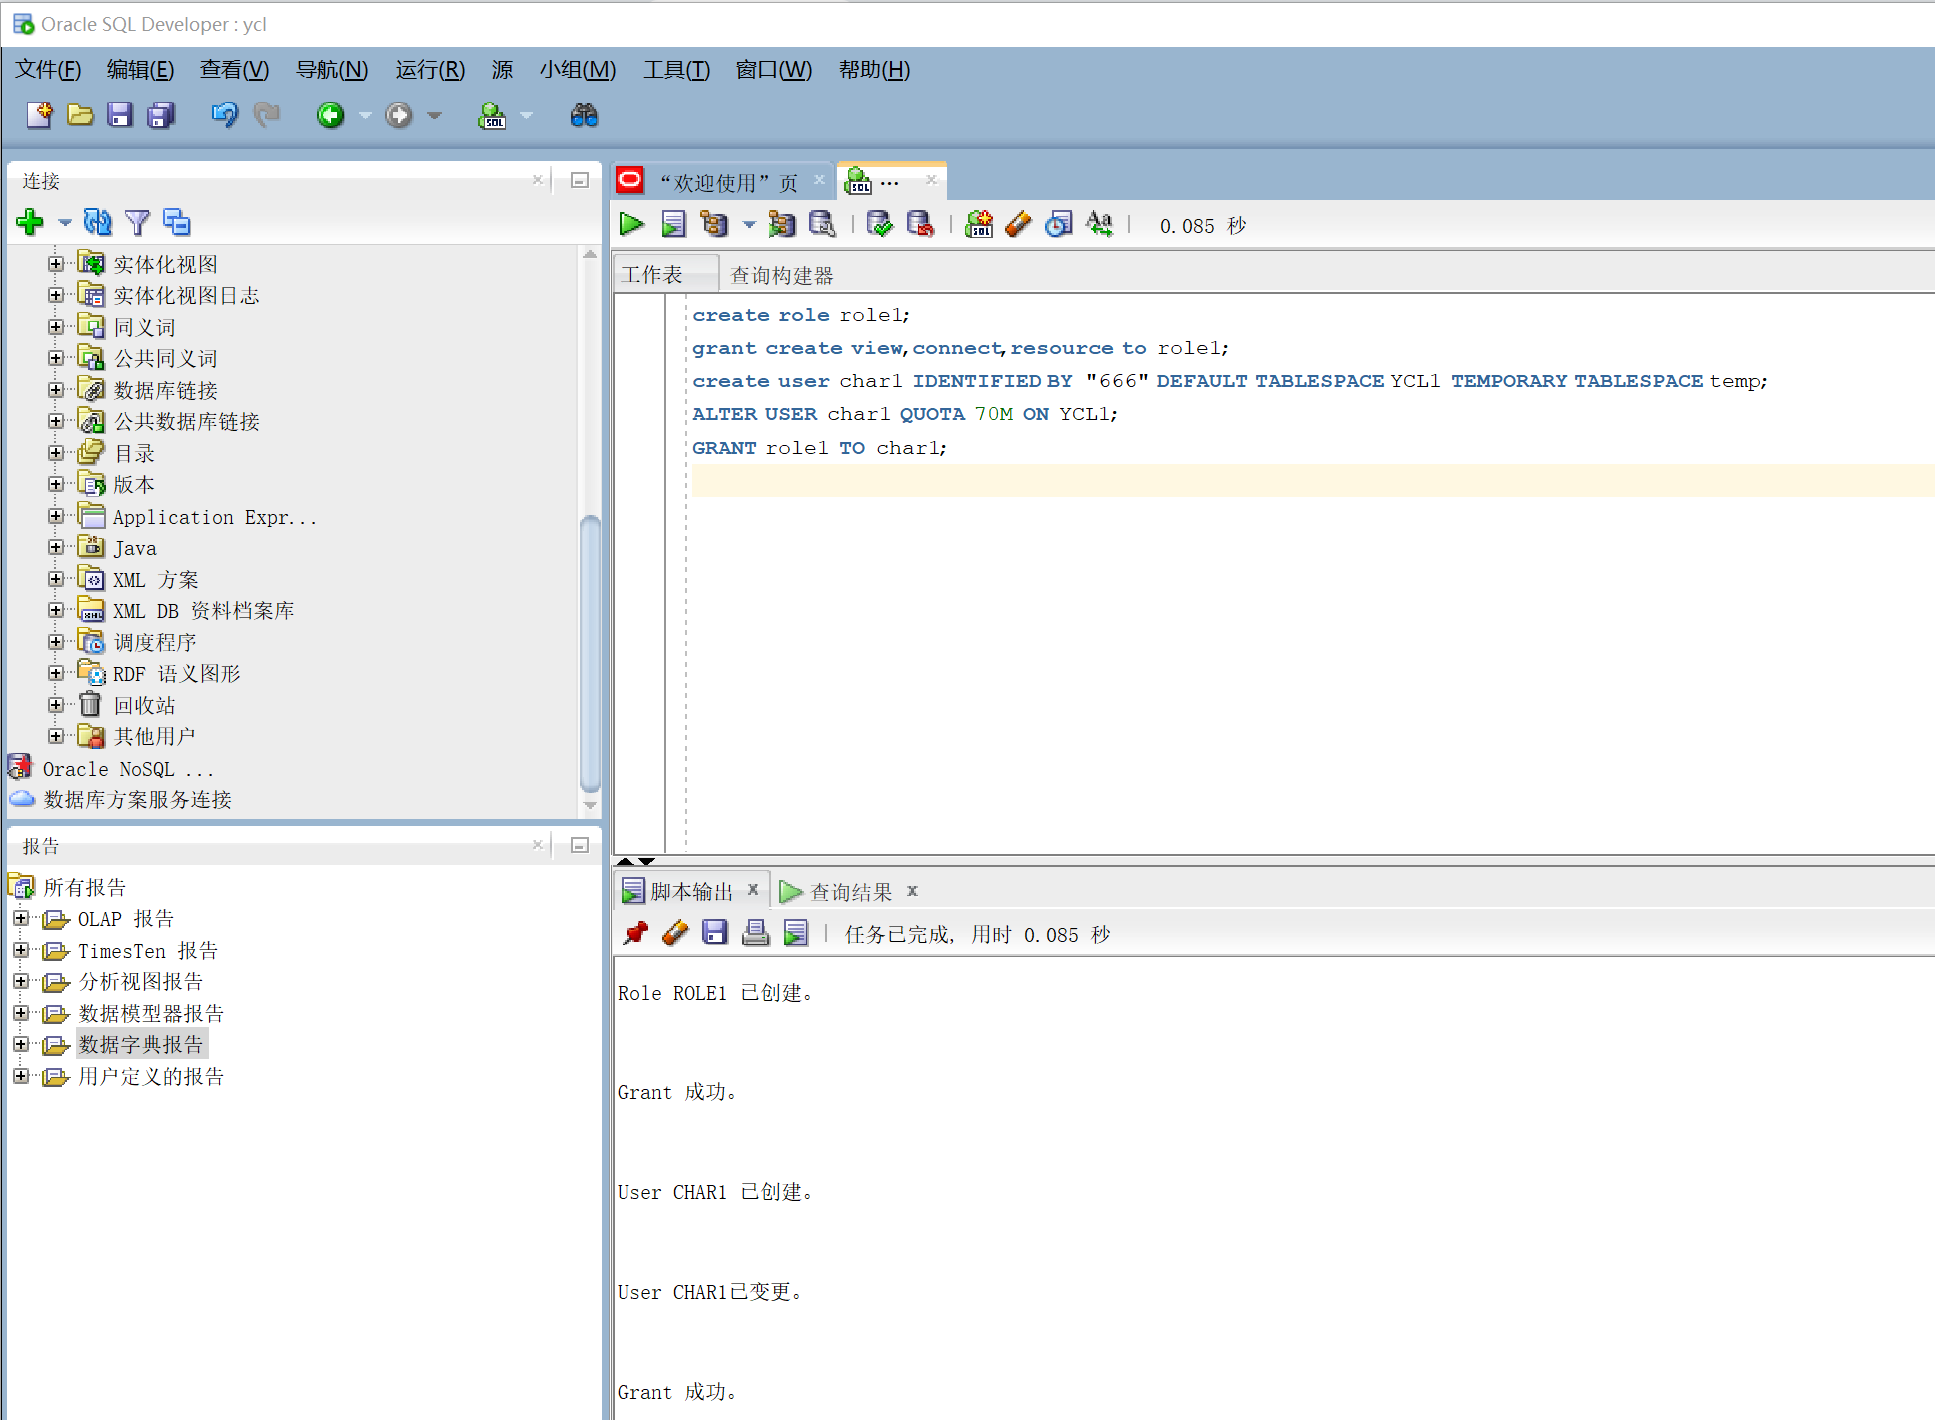 Oracle SQL Developer : ycl
文件(F) 编辑(E) 查看(V) 导航(N) 运行(R) 源 小组(M) 工具(T) 窗口(W) 帮助(H)
连接
实体化视图
实体化视图日志
同义词
公共同义词
数据库链接
公共数据库链接
目录
版本
Application Expr...
Java
XML 方案
XML DB 资料档案库
调度程序
RDF 语义图形
回收站
其他用户
Oracle NoSQL ...
数据库方案服务连接
报告
所有报告
OLAP 报告
TimesTen 报告
分析视图报告
数据模型器报告
数据字典报告
用户定义的报告
“欢迎使用”页 ...
0.085 秒
工作表 查询构建器
create role role1;
grant create view,connect,resource to role1;
create user char1 IDENTIFIED BY "666" DEFAULT TABLESPACE YCL1 TEMPORARY TABLESPACE temp;
ALTER USER char1 QUOTA 70M ON YCL1;
GRANT role1 TO char1;
脚本输出 查询结果
任务已完成, 用时 0.085 秒
Role ROLE1 已创建。
Grant 成功。
User CHAR1 已创建。
User CHAR1已变更。
Grant 成功。